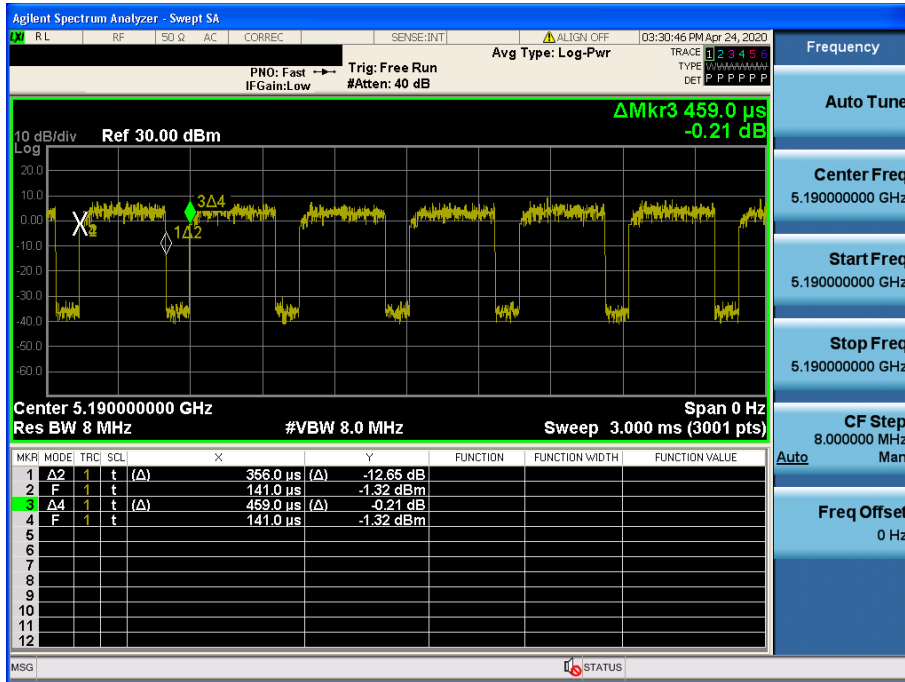 Agilent Spectrum Analyzer - Swept SA
LXI RL RF 50 Ω AC CORREC SENSE:INT ALIGN OFF 03:30:46 PM Apr 24, 2020
Avg Type: Log-Pwr
TRACE 1 2 3 4 5 6
TYPE
DET P P P P P P
PNO: Fast
IFGain:Low
Trig: Free Run
#Atten: 40 dB
ΔMkr3 459.0 µs
-0.21 dB
10 dB/div Ref 30.00 dBm
Log
20.0
10.0
0.00
-10.0
-20.0
-30.0
-40.0
-50.0
-60.0
3Δ4
1Δ2
Center 5.190000000 GHz Span 0 Hz
Res BW 8 MHz #VBW 8.0 MHz Sweep 3.000 ms (3001 pts)
MKR MODE TRC SCL X Y FUNCTION FUNCTION WIDTH FUNCTION VALUE
1 Δ2 1 t (Δ) 356.0 µs (Δ) -12.65 dB
2 F 1 t 141.0 µs -1.32 dBm
3 Δ4 1 t (Δ) 459.0 µs (Δ) -0.21 dB
4 F 1 t 141.0 µs -1.32 dBm
5
6
7
8
9
10
11
12
MSG STATUS
Frequency
Auto Tune
Center Freq
5.190000000 GHz
Start Freq
5.190000000 GHz
Stop Freq
5.190000000 GHz
CF Step
8.000000 MHz
Auto Man
Freq Offset
0 Hz